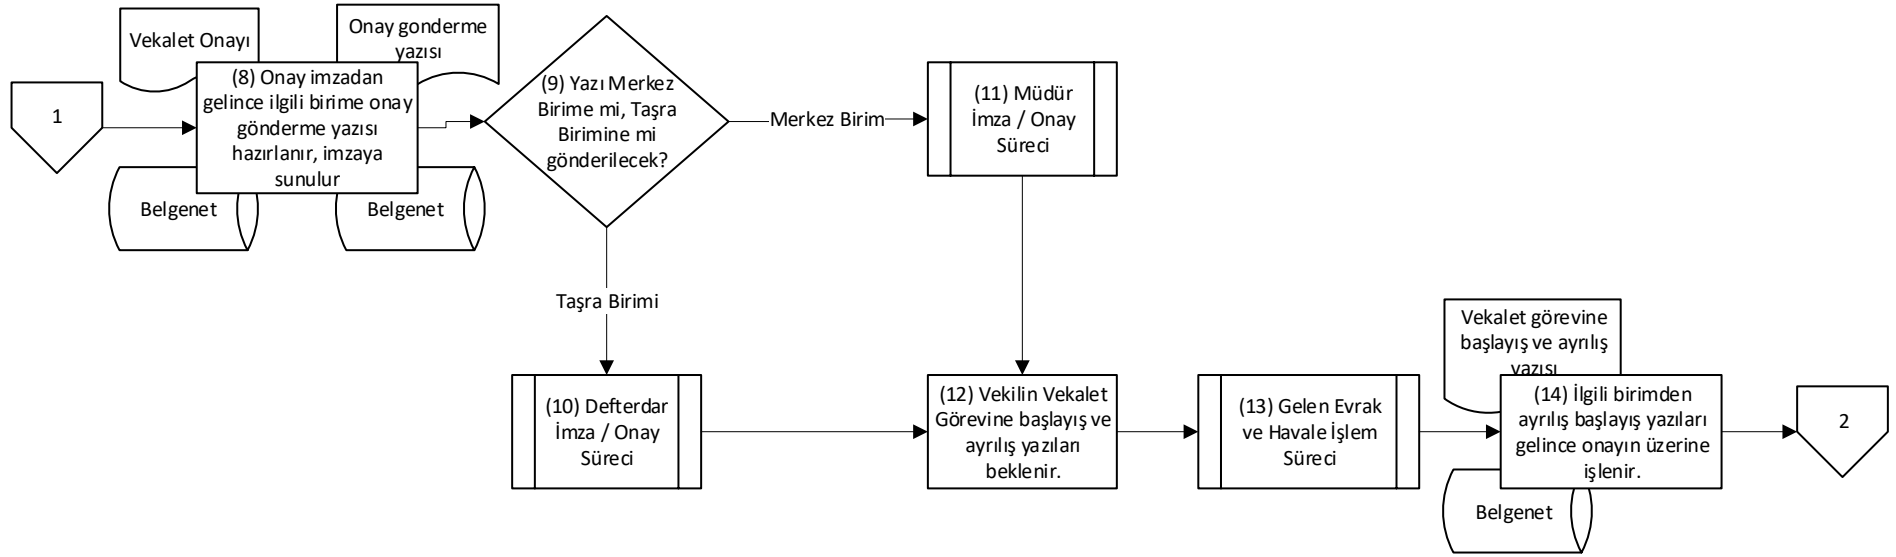 1
Vekalet Onayı
Onay gonderme
yazısı
(8) Onay imzadan
gelince ilgili birime onay
gönderme yazısı
hazırlanır, imzaya
sunulur
Belgenet
Belgenet
(9) Yazı Merkez
Birime mi, Taşra
Birimine mi
gönderilecek?
Merkez Birim
(11) Müdür
İmza / Onay
Süreci
Taşra Birimi
(10) Defterdar
İmza / Onay
Süreci
(12) Vekilin Vekalet
Görevine başlayış ve
ayrılış yazıları
beklenir.
(13) Gelen Evrak
ve Havale İşlem
Süreci
Vekalet görevine
başlayış ve ayrılış
yazısı
(14) İlgili birimden
ayrılış başlayış yazıları
gelince onayın üzerine
işlenir.
Belgenet
2